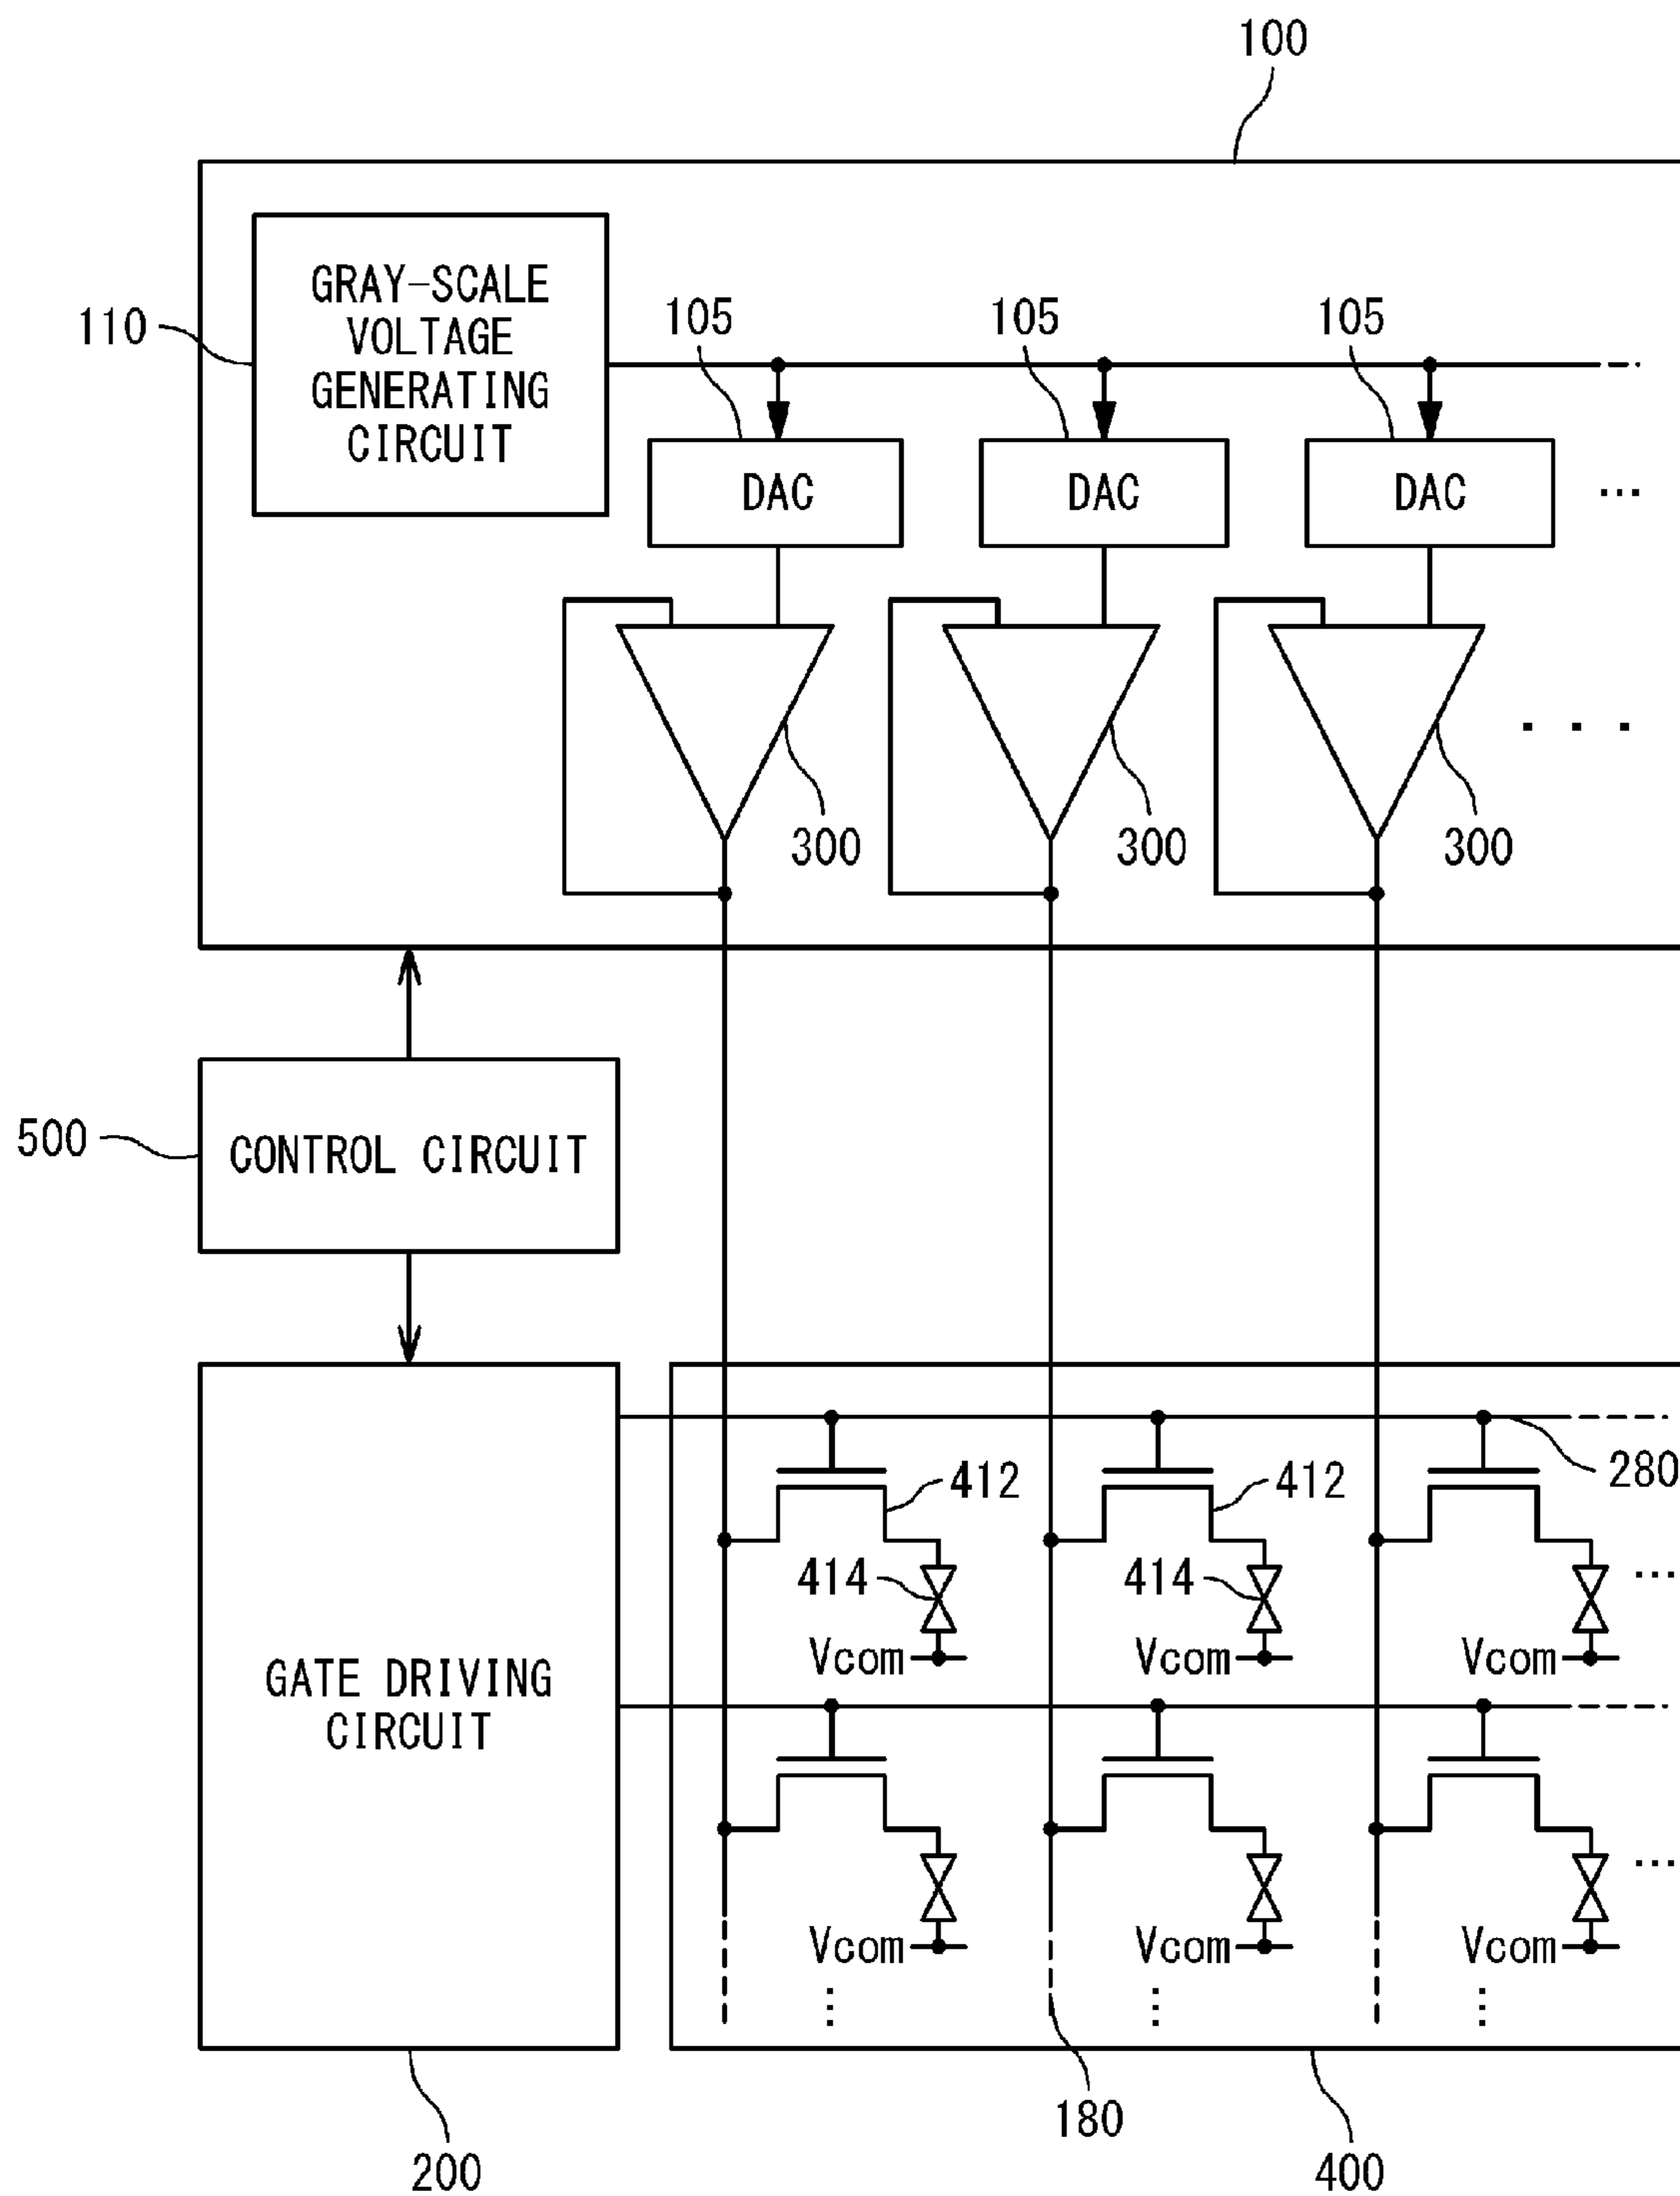 100
GRAY-SCALE
VOLTAGE
GENERATING
CIRCUIT
110
105
105
105
DAC
DAC
DAC
...
. . .
300
300
300
500
CONTROL CIRCUIT
280
412
412
414
414
...
Vcom
Vcom
Vcom
GATE DRIVING
CIRCUIT
...
Vcom
Vcom
Vcom
180
200
400